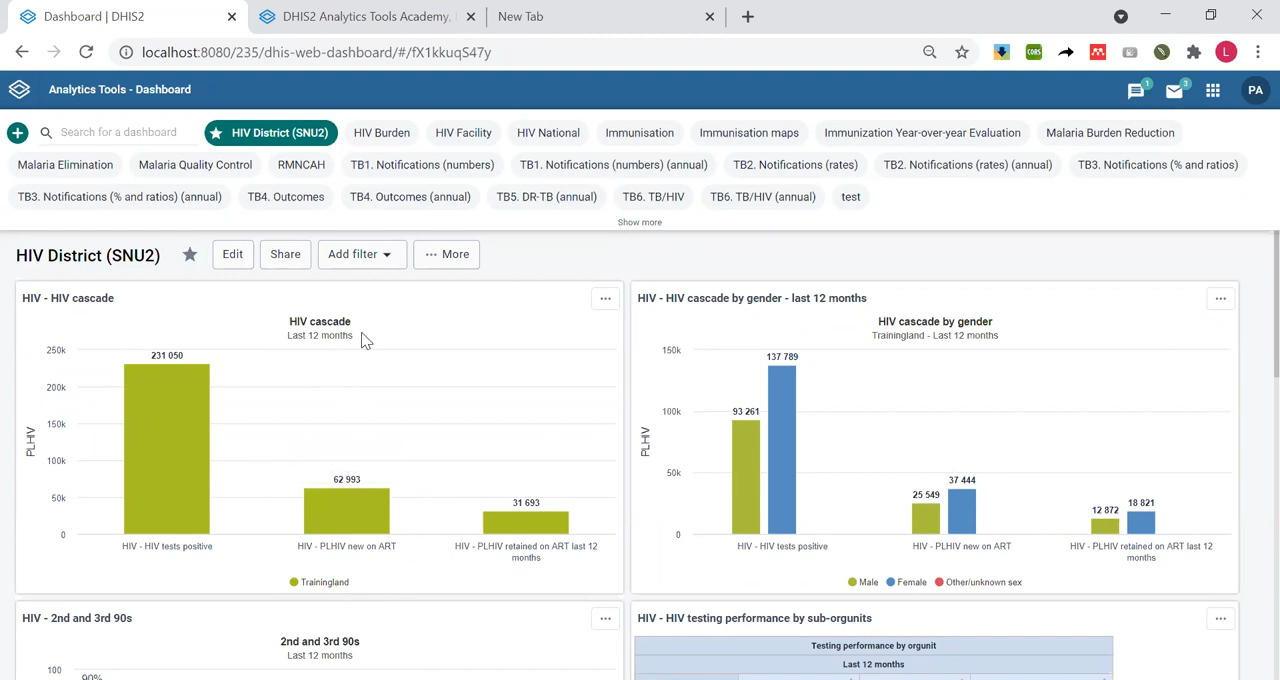 Dashboard | DHIS2
DHIS2 Analytics Tools Academy,
New Tab
localhost:8080/235/dhis-web-dashboard/#/fX1kkuqS47y
CORS
L
Analytics Tools - Dashboard
1
3
PA
Search for a dashboard
HIV District (SNU2)
HIV Burden
HIV Facility
HIV National
Immunisation
Immunisation maps
Immunization Year-over-year Evaluation
Malaria Burden Reduction
Malaria Elimination
Malaria Quality Control
RMNCAH
TB1. Notifications (numbers)
TB1. Notifications (numbers) (annual)
TB2. Notifications (rates)
TB2. Notifications (rates) (annual)
TB3. Notifications (% and ratios)
TB3. Notifications (% and ratios) (annual)
TB4. Outcomes
TB4. Outcomes (annual)
TB5. DR-TB (annual)
TB6. TB/HIV
TB6. TB/HIV (annual)
test
Show more
HIV District (SNU2)
Edit
Share
Add filter
More
HIV - HIV cascade
HIV cascade
Last 12 months
250k
200k
150k
100k
50k
0
PLHIV
231 050
62 993
31 693
HIV - HIV tests positive
HIV - PLHIV new on ART
HIV - PLHIV retained on ART last 12
months
Trainingland
HIV - HIV cascade by gender - last 12 months
HIV cascade by gender
Trainingland - Last 12 months
150k
100k
50k
0
PLHIV
137 789
93 261
37 444
25 549
18 821
12 872
HIV - HIV tests positive
HIV - PLHIV new on ART
HIV - PLHIV retained on ART last 12
months
Male
Female
Other/unknown sex
HIV - 2nd and 3rd 90s
2nd and 3rd 90s
Last 12 months
100
90%
HIV - HIV testing performance by sub-orgunits
Testing performance by orgunit
Last 12 months